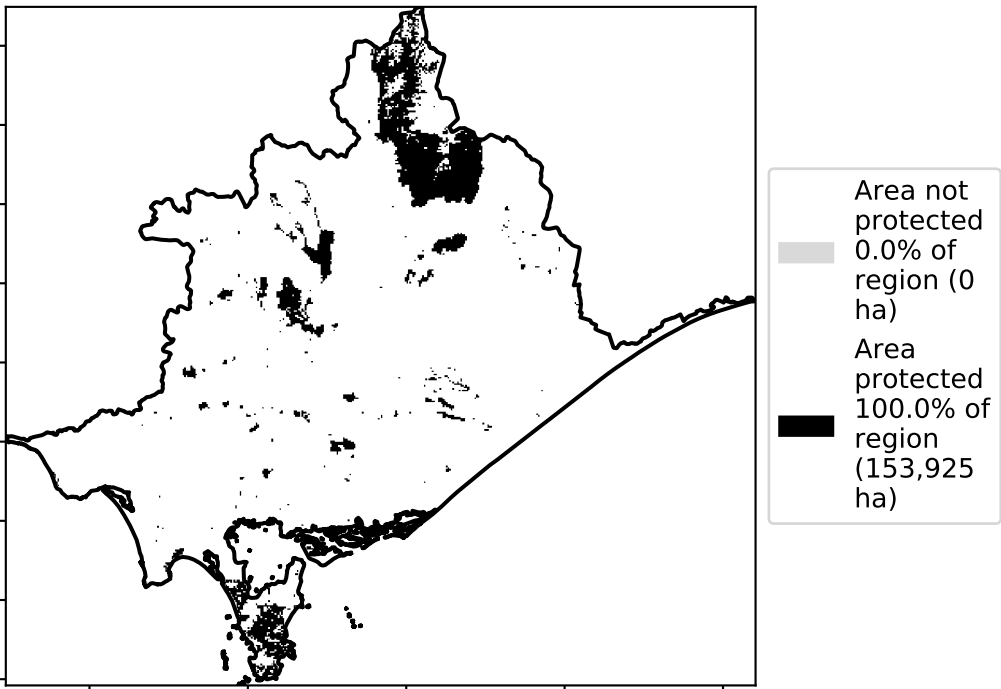 Area not
protected
0.0% of
region (0
ha)
Area
protected
100.0% of
region
(153,925
ha)